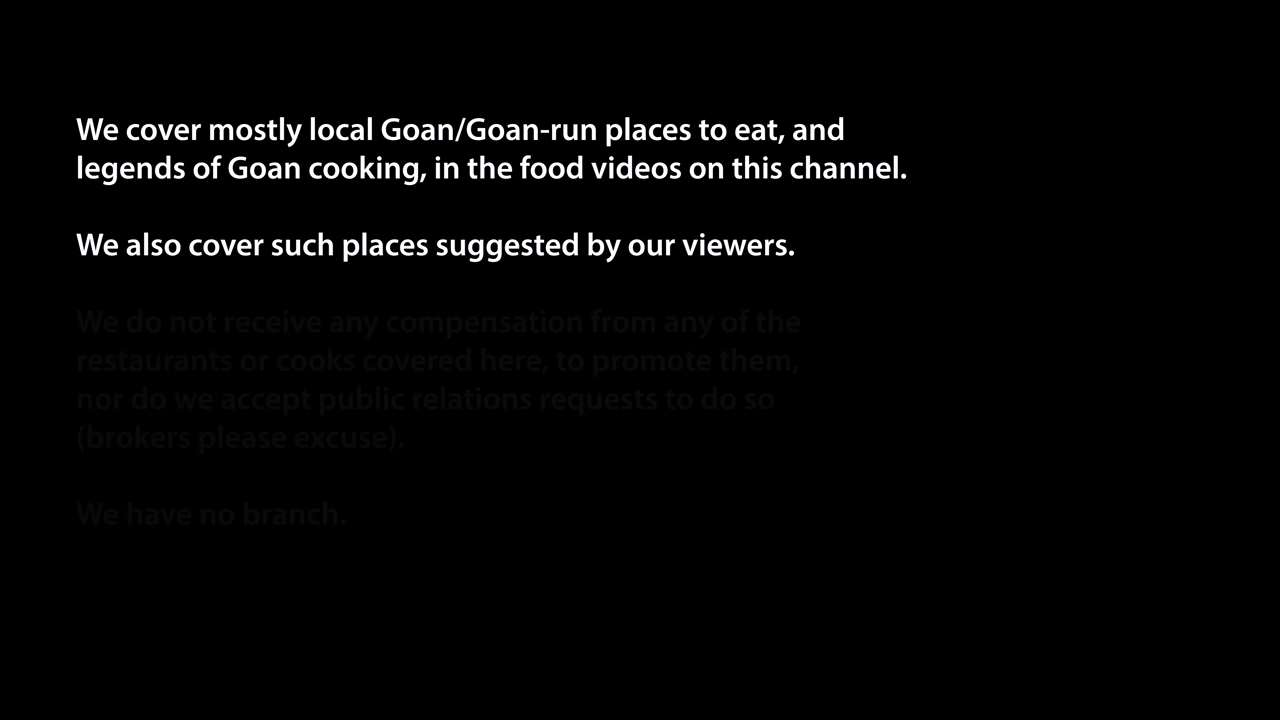 We cover mostly local Goan/Goan-run places to eat, and
legends of Goan cooking, in the food videos on this channel.
We also cover such places suggested by our viewers.
We do not receive any compensation from any of the
restaurants or cooks covered here, to promote them,
nor do we accept public relations requests to do so
(brokers please excuse).
We have no branch.